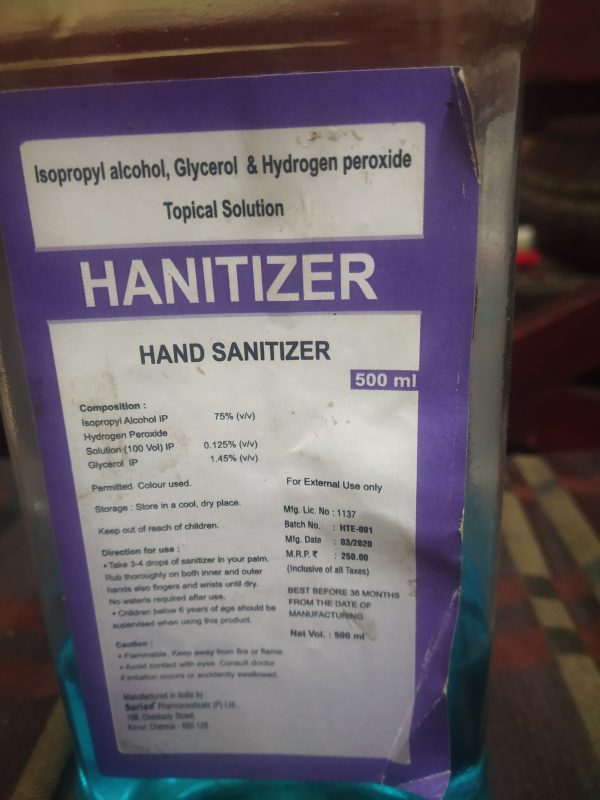 Isopropyl alcohol, Glycerol & Hydrogen peroxide
Topical Solution
HANITIZER
HAND SANITIZER
500 ml
Composition :
Isopropyl Alcohol IP 75% (v/v)
Hydrogen Peroxide
Solution (100 Vol) IP 0.125% (v/v)
Glycerol IP 1.45% (v/v)
Permitted Colour used.
Storage : Store in a cool, dry place.
Keep out of reach of children.
Direction for use :
• Take 3-4 drops of sanitizer in your palm.
Rub thoroughly on both inner and outer
hands also fingers and wrists until dry.
No wateris required after use.
• Children below 6 years of age should be
supervised when using this product.
Caution :
• Flammable. Keep away from fire or flame.
• Avoid contact with eyes. Consult doctor
if irritation occurs or accidently swallowed.
Manufactured in India by :
Pharmaceuticals (P) Ltd.,
Street,
Chennai - 600
For External Use only
Mfg. Lic. No : 1137
Batch No. : HTE-001
Mfg. Date : 03/2020
M.R.P. ₹ : 250.00
(Inclusive of all Taxes)
BEST BEFORE 36 MONTHS
FROM THE DATE OF
MANUFACTURING.
Net Vol. : 500 ml